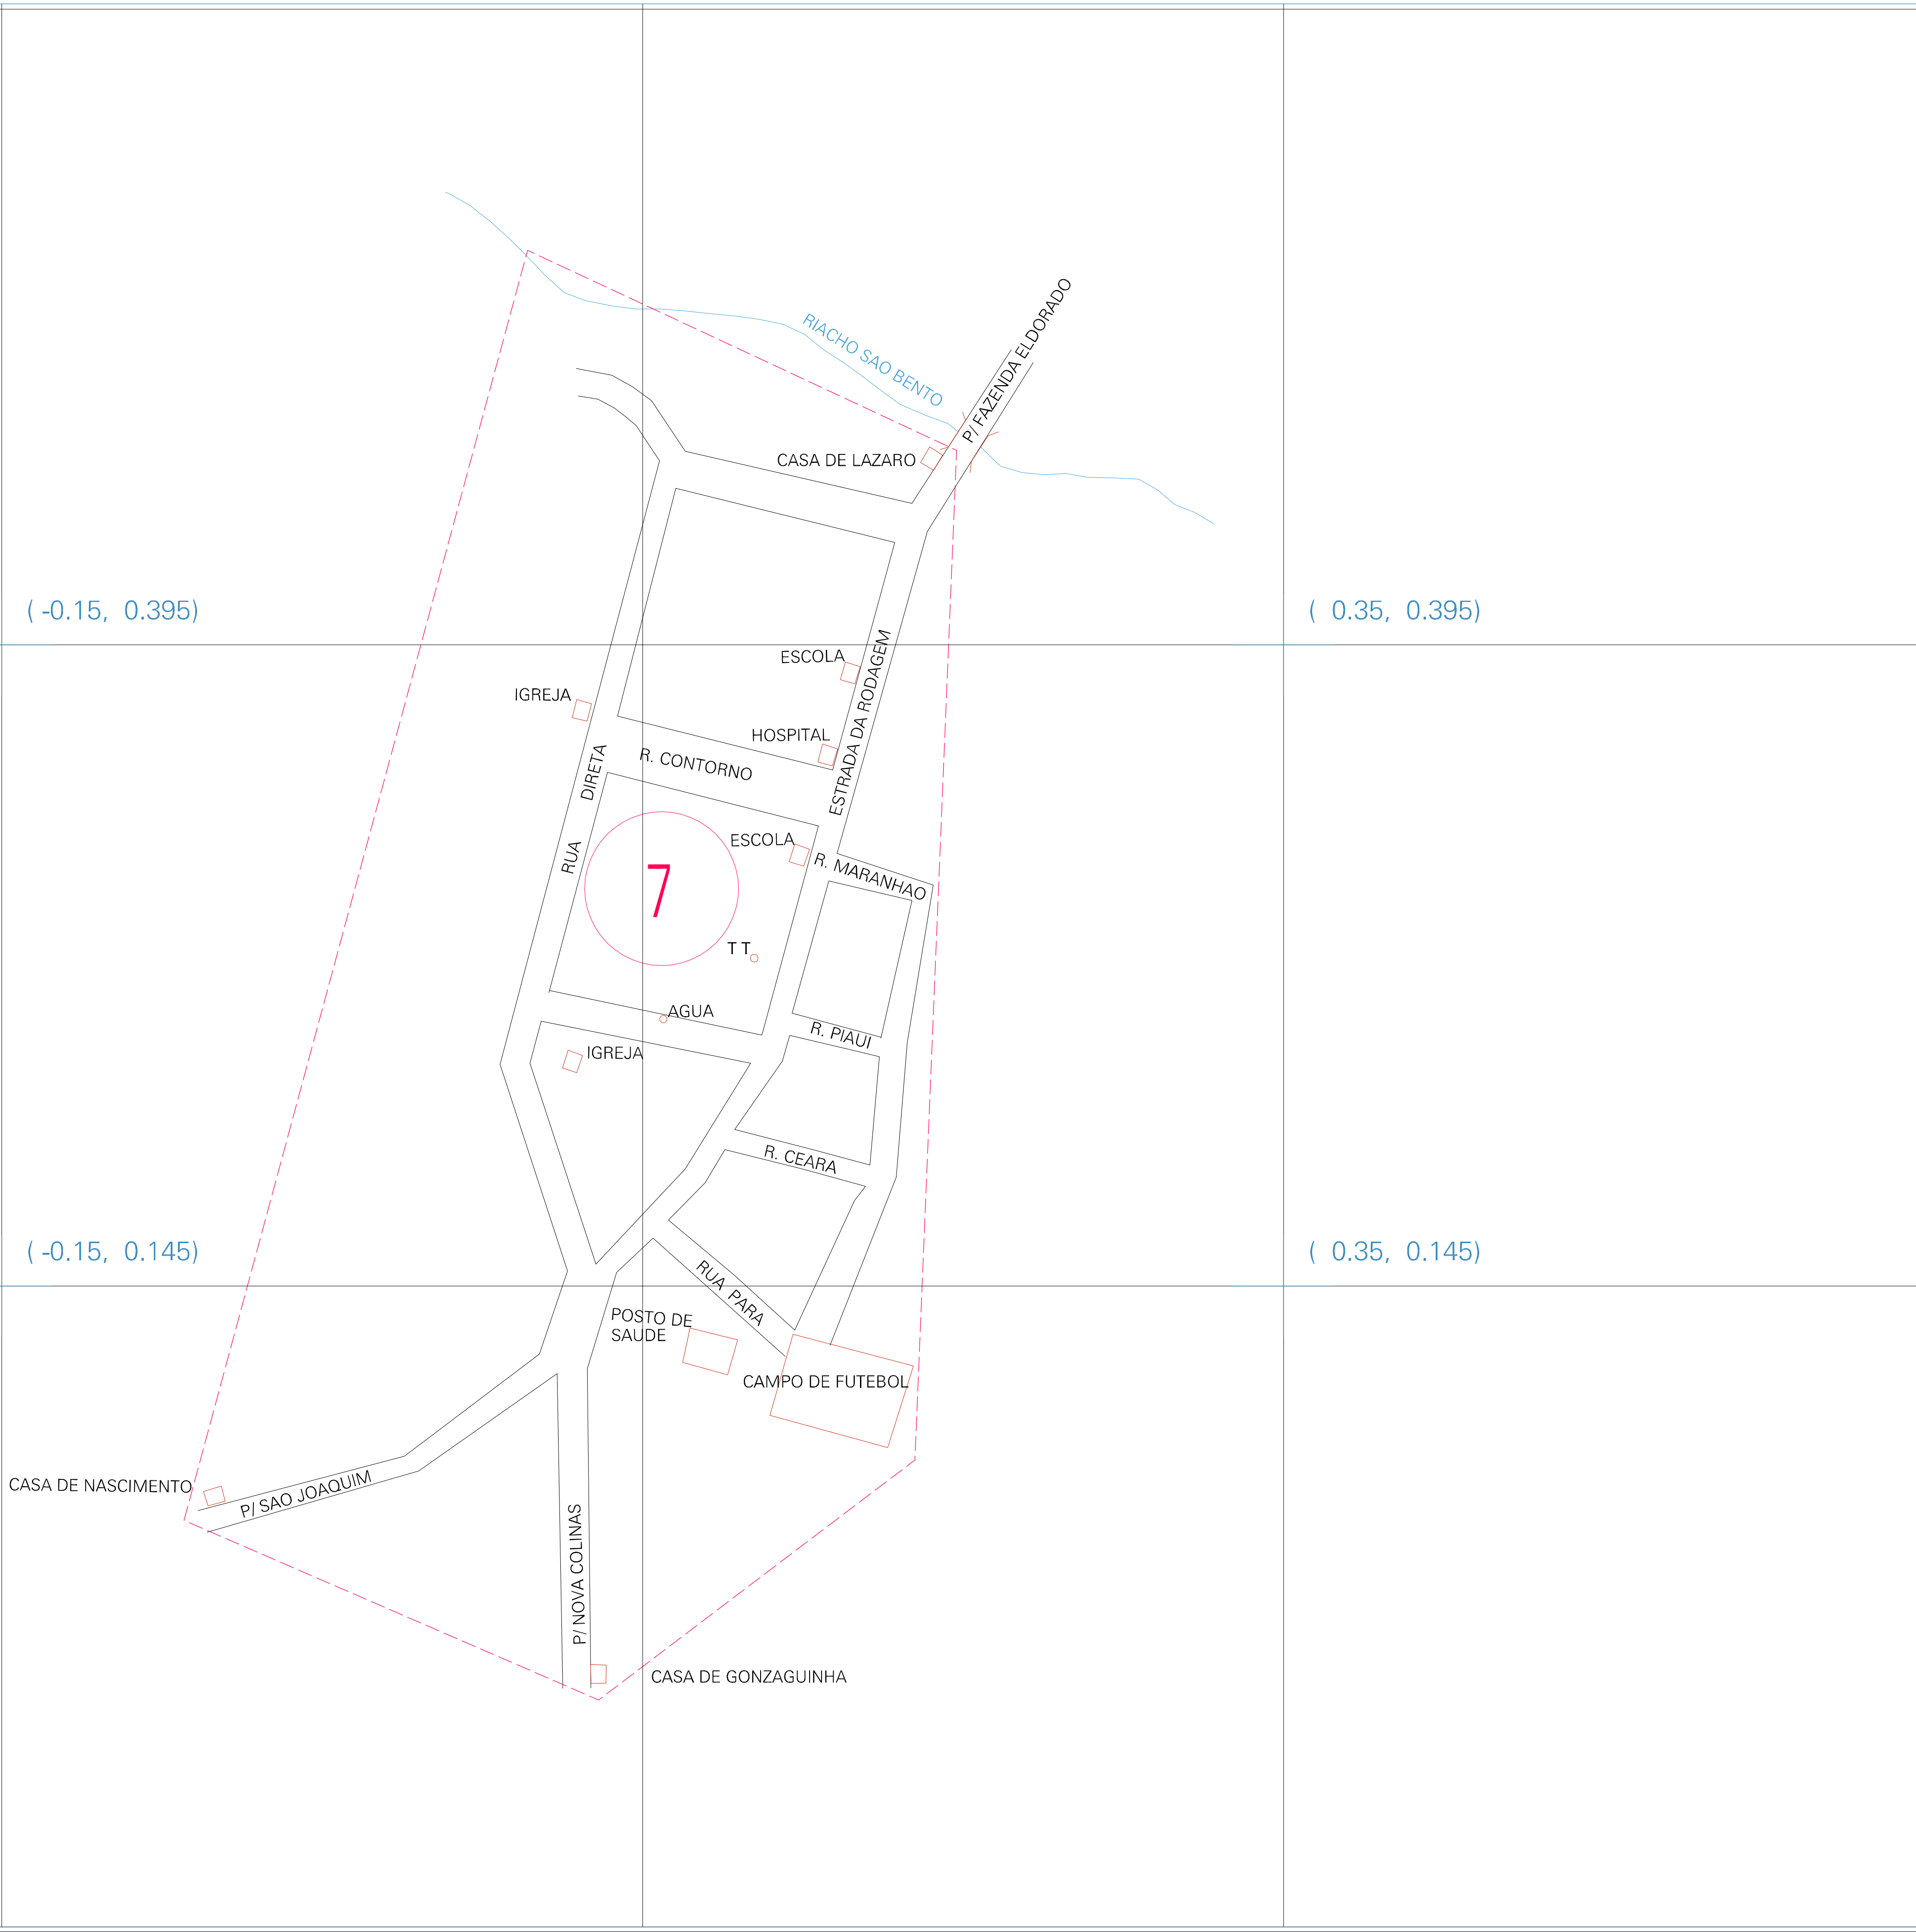 P/ FAZENDA ELDORADO
RIACHO SAO BENTO
CASA DE LAZARO
( -0.15, 0.395)
( 0.35, 0.395)
ESCOLA
ESTRADA DA RODAGEM
IGREJA
HOSPITAL
R. CONTORNO
RUA DIRETA
ESCOLA
R. MARANHAO
7
T T
AGUA
R. PIAUI
IGREJA
R. CEARA
( -0.15, 0.145)
( 0.35, 0.145)
RUA PARA
POSTO DE
SAUDE
CAMPO DE FUTEBOL
CASA DE NASCIMENTO
P/ SAO JOAQUIM
P/ NOVA COLINAS
CASA DE GONZAGUINHA